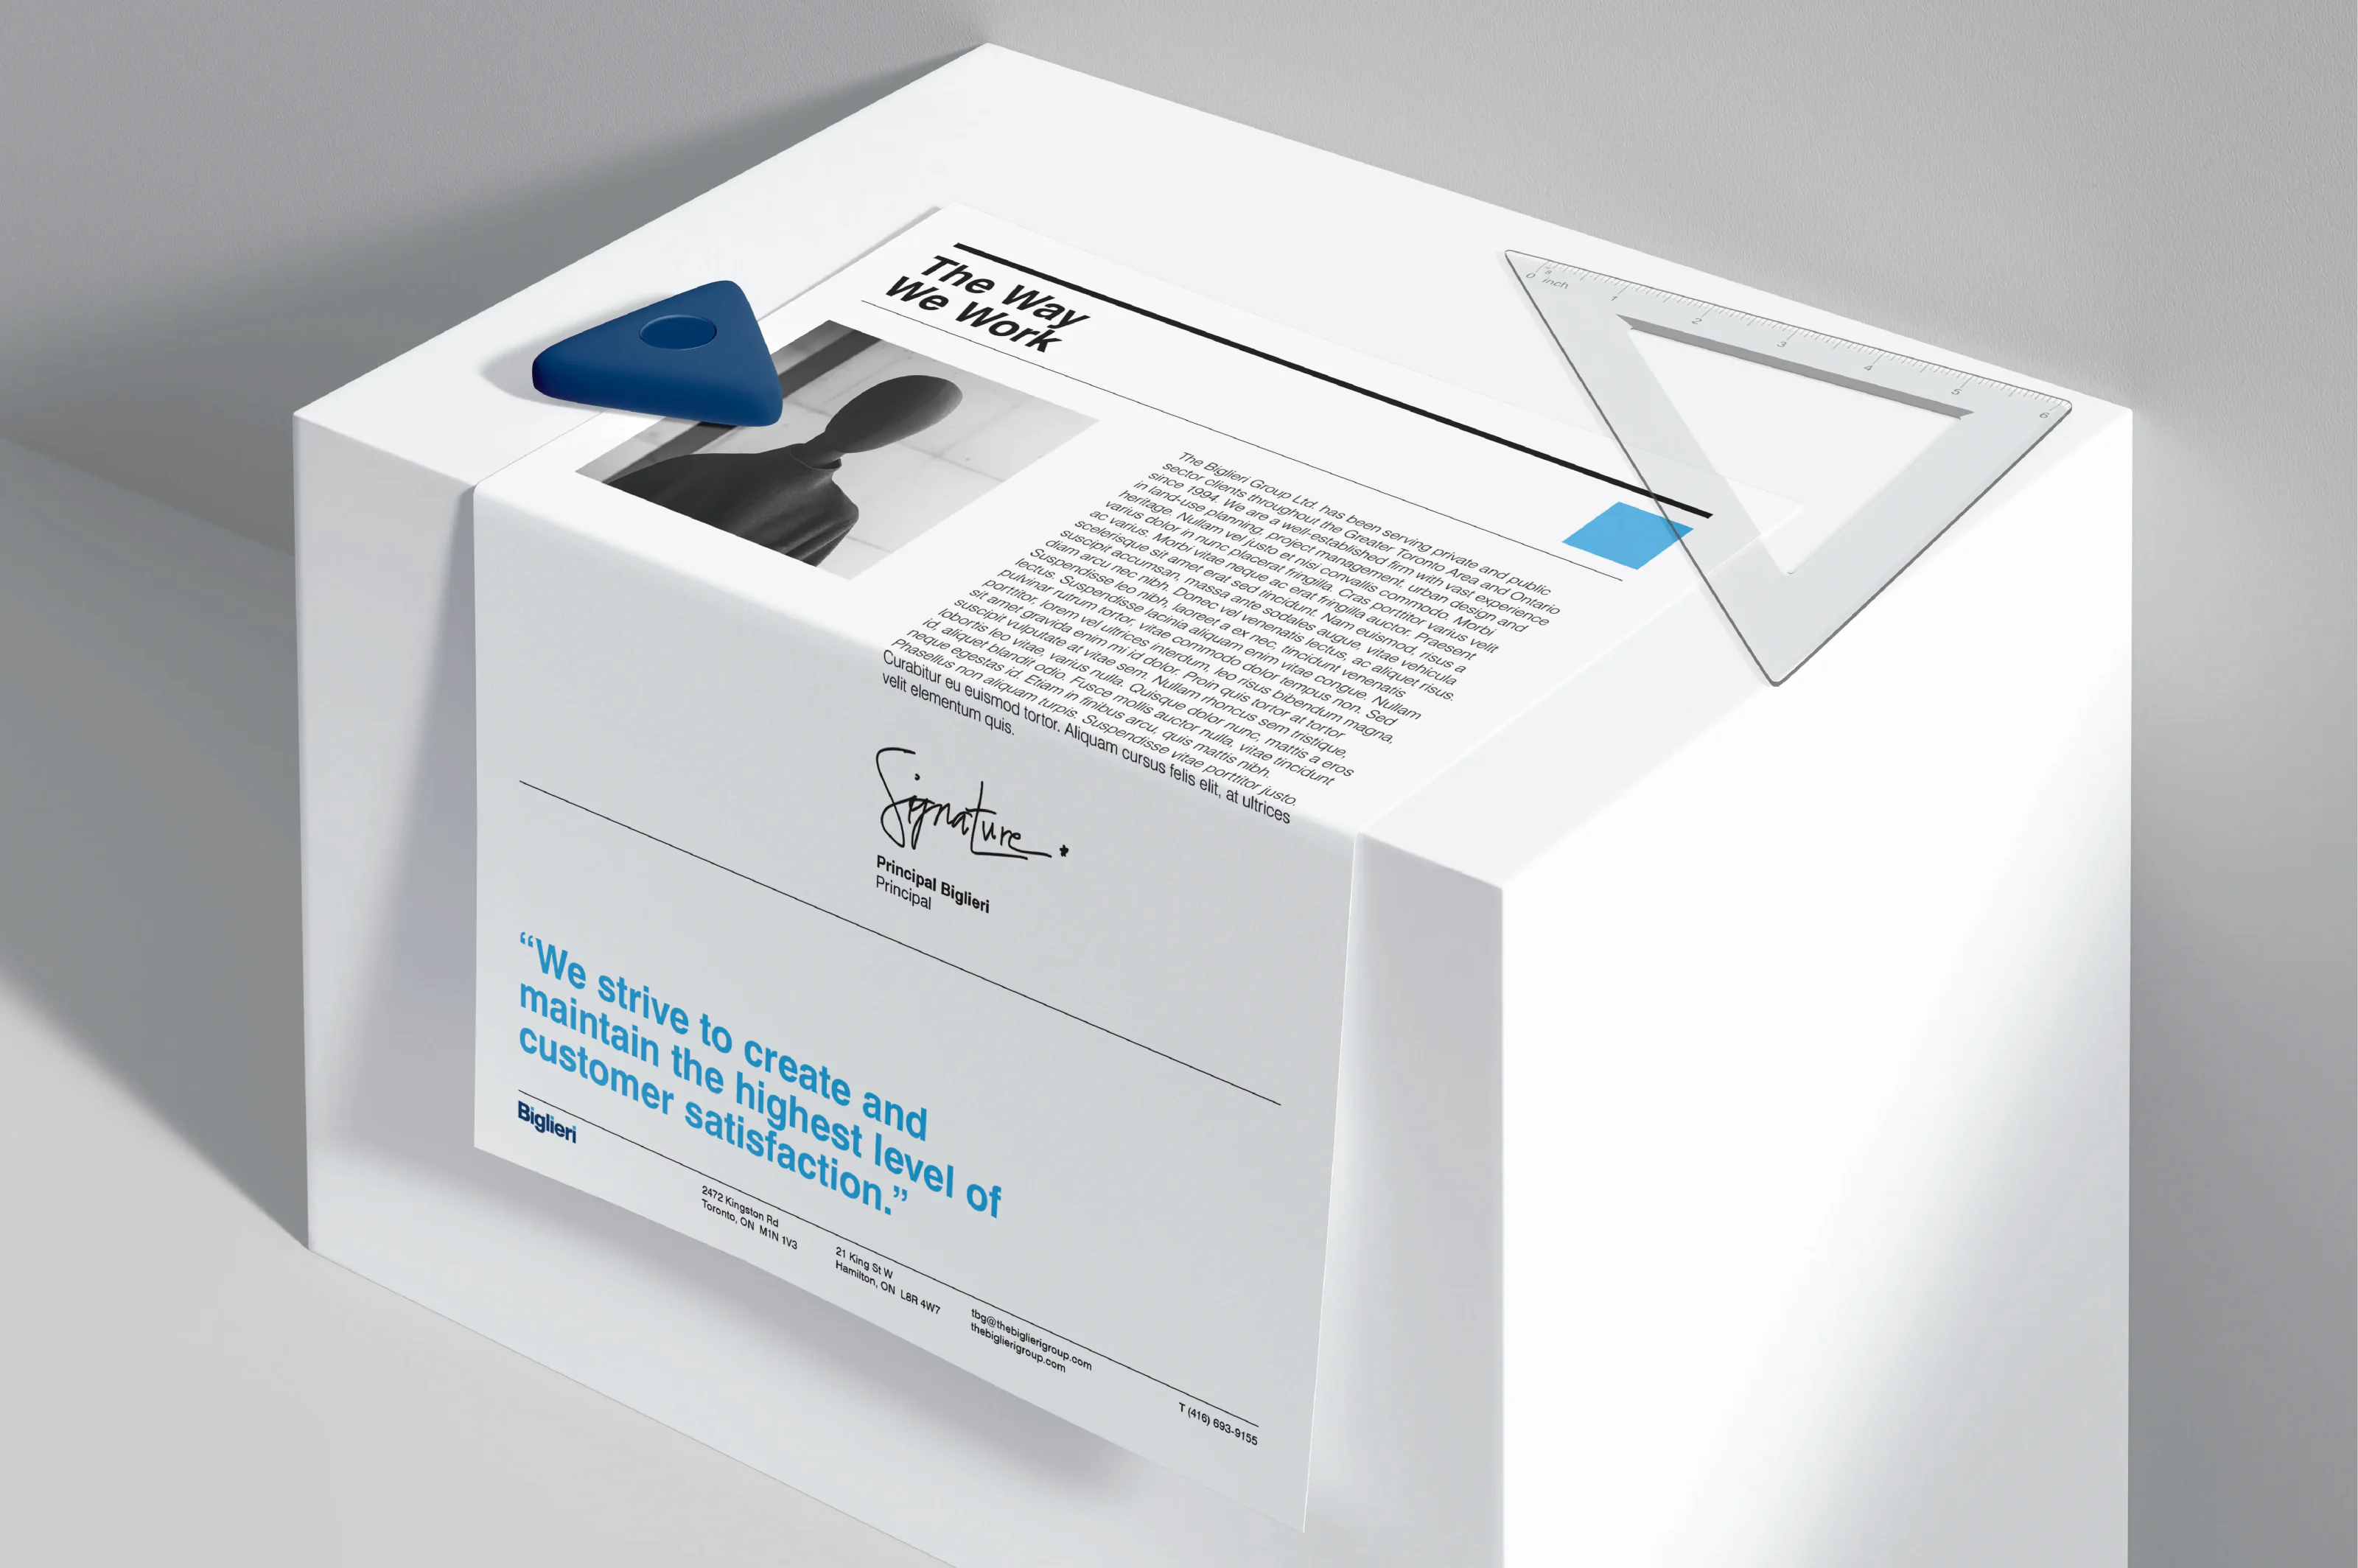 The Way
We Work
The Biglieri Group Ltd. has been serving private and public
sector clients throughout the Greater Toronto Area and Ontario
since 1994. We are a well-established firm with vast experience
in land-use planning, project management, urban design and
heritage. Nullam vel justo et nisi convallis commodo. Morbi
varius dolor in nunc placerat fringilla. Cras porttitor varius velit
ac varius. Morbi vitae neque ac erat fringilla auctor. Praesent
scelerisque sit amet erat sed tincidunt. Nam euismod, risus a
suscipit accumsan, massa ante sodales augue, vitae vehicula
diam arcu nec nibh. Donec vel venenatis lectus, ac aliquet risus.
Suspendisse leo nibh, laoreet a ex nec, tincidunt venenatis
lectus. Suspendisse lacinia aliquam enim vitae congue. Nullam
pulvinar rutrum tortor, vitae commodo dolor tempus non. Sed
porttitor, lorem vel ultrices interdum, leo risus bibendum magna,
sit amet gravida enim mi id dolor. Proin quis tortor at tortor
suscipit vulputate at vitae sem. Nullam rhoncus sem tristique,
lobortis leo vitae, varius nulla. Quisque dolor nunc, mattis a eros
id, aliquet blandit odio. Fusce mollis auctor nulla, vitae tincidunt
neque egestas id. Etiam in finibus arcu, quis mattis nibh.
Phasellus non aliquam turpis. Suspendisse vitae porttitor justo.
Curabitur eu euismod tortor. Aliquam cursus felis elit, at ultrices
velit elementum quis.
Signature
Principal Biglieri
Principal
“We strive to create and
maintain the highest level of
customer satisfaction.”
Biglieri
2472 Kingston Rd
Toronto, ON M1N 1V3
21 King St W
Hamilton, ON L8R 4W7
tbg@thebiglierigroup.com
thebiglierigroup.com
T (416) 693-9155
0 1 2 3 4 5 6
inch